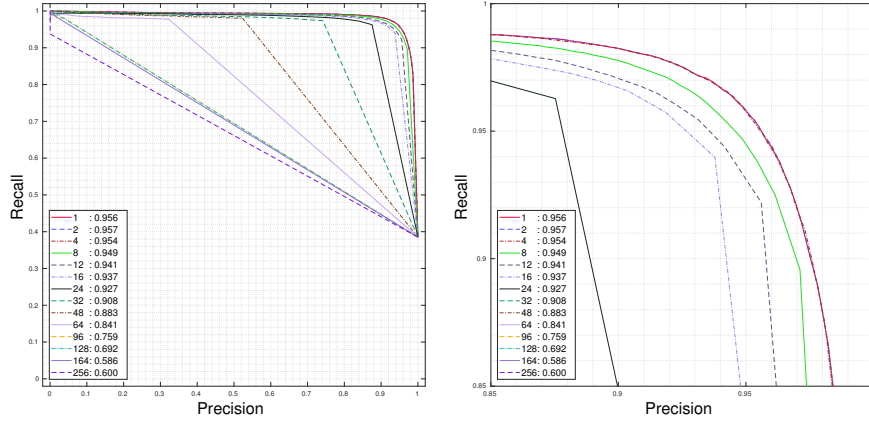 1
0.9
0.8
0.7
0.6
0.5
0.4
0.3
0.2
0.1
0
Recall
1 : 0.956
2 : 0.957
4 : 0.954
8 : 0.949
12 : 0.941
16 : 0.937
24 : 0.927
32 : 0.908
48 : 0.883
64 : 0.841
96 : 0.759
128: 0.692
164: 0.586
256: 0.600
0 0.1 0.2 0.3 0.4 0.5 0.6 0.7 0.8 0.9 1
Precision
1
0.95
0.9
0.85
Recall
1 : 0.956
2 : 0.957
4 : 0.954
8 : 0.949
12 : 0.941
16 : 0.937
24 : 0.927
32 : 0.908
48 : 0.883
64 : 0.841
96 : 0.759
128: 0.692
164: 0.586
256: 0.600
0.85 0.9 0.95
Precision